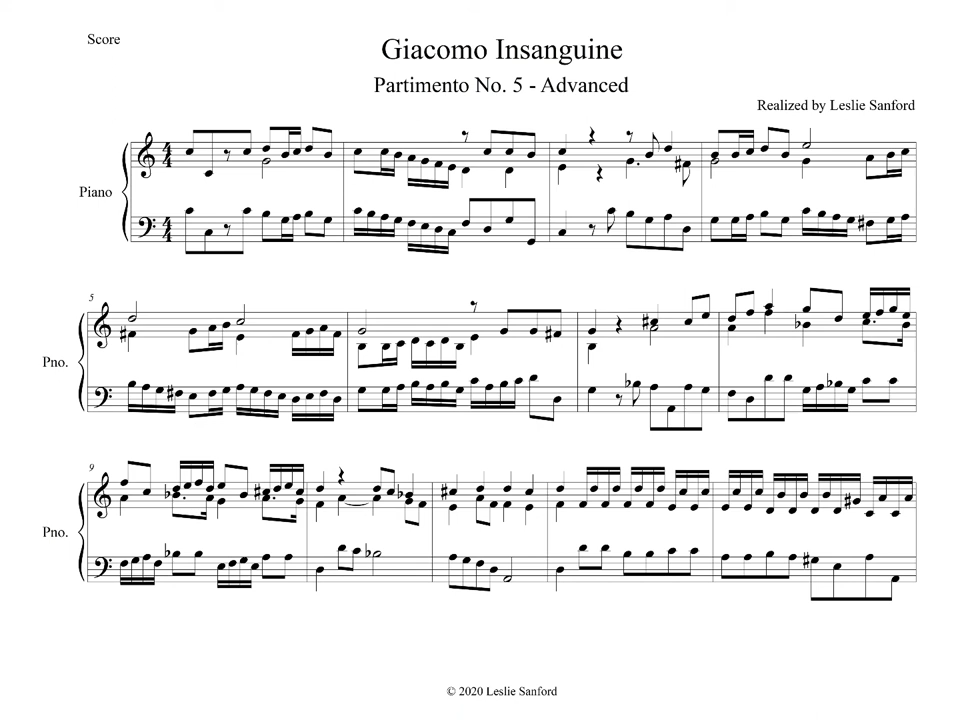 Score
Giacomo Insanguine
Partimento No. 5 - Advanced
Realized by Leslie Sanford
Piano
5
Pno.
9
Pno.
© 2020 Leslie Sanford